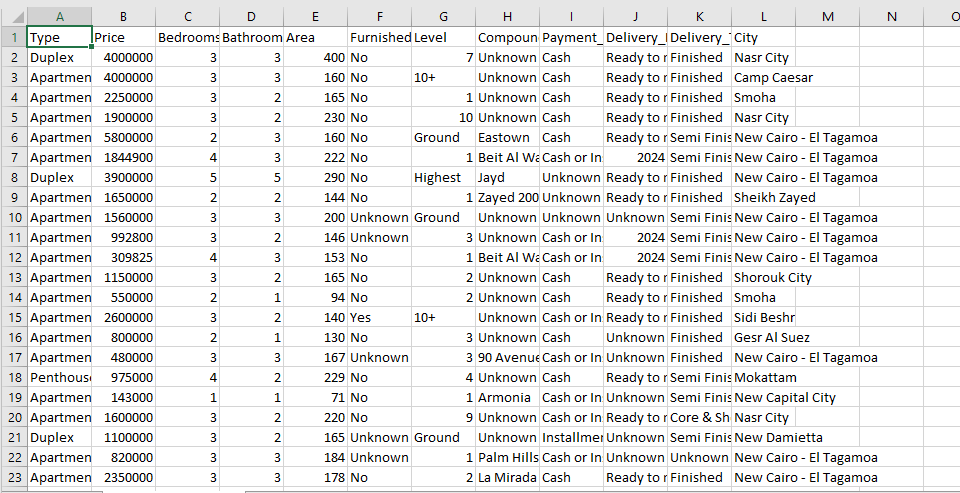 A B C D E F G H I J K L M N O
1 Type Price Bedrooms Bathroom Area Furnished Level Compoun Payment_ Delivery_ Delivery_ City
2 Duplex 4000000 3 3 400 No 7 Unknown Cash Ready to r Finished Nasr City
3 Apartmen 4000000 3 3 160 No 10+ Unknown Cash Ready to r Finished Camp Caesar
4 Apartmen 2250000 3 2 165 No 1 Unknown Cash Ready to r Finished Smoha
5 Apartmen 1900000 3 2 230 No 10 Unknown Cash Ready to r Finished Nasr City
6 Apartmen 5800000 2 3 160 No Ground Eastown Cash Ready to r Semi Finis New Cairo - El Tagamoa
7 Apartmen 1844900 4 3 222 No 1 Beit Al Wa Cash or In 2024 Semi Finis New Cairo - El Tagamoa
8 Duplex 3900000 5 5 290 No Highest Jayd Unknown Ready to r Finished New Cairo - El Tagamoa
9 Apartmen 1650000 2 2 144 No 1 Zayed 200 Unknown Ready to r Finished Sheikh Zayed
10 Apartmen 1560000 3 3 200 Unknown Ground Unknown Unknown Unknown Semi Finis New Cairo - El Tagamoa
11 Apartmen 992800 3 2 146 Unknown 3 Unknown Cash or In 2024 Semi Finis New Cairo - El Tagamoa
12 Apartmen 309825 4 3 153 No 1 Beit Al Wa Cash or In 2024 Semi Finis New Cairo - El Tagamoa
13 Apartmen 1150000 3 2 165 No 2 Unknown Cash Ready to r Finished Shorouk City
14 Apartmen 550000 2 1 94 No 2 Unknown Cash Ready to r Finished Smoha
15 Apartmen 2600000 3 2 140 Yes 10+ Unknown Cash or In Ready to r Finished Sidi Beshr
16 Apartmen 800000 2 1 130 No 3 Unknown Cash Unknown Finished Gesr Al Suez
17 Apartmen 480000 3 3 167 Unknown 3 90 Avenue Cash or In Unknown Finished New Cairo - El Tagamoa
18 Penthous 975000 4 2 229 No 4 Unknown Cash Ready to r Semi Finis Mokattam
19 Apartmen 143000 1 1 71 No 1 Armonia Cash or In Unknown Semi Finis New Capital City
20 Apartmen 1600000 3 2 220 No 9 Unknown Cash or In Ready to r Core & Sh Nasr City
21 Duplex 1100000 3 2 165 Unknown Ground Unknown Installmer Unknown Semi Finis New Damietta
22 Apartmen 820000 3 3 184 Unknown 1 Palm Hills Cash or In Unknown Unknown New Cairo - El Tagamoa
23 Apartmen 2350000 3 3 178 No 2 La Mirada Cash Ready to r Finished New Cairo - El Tagamoa